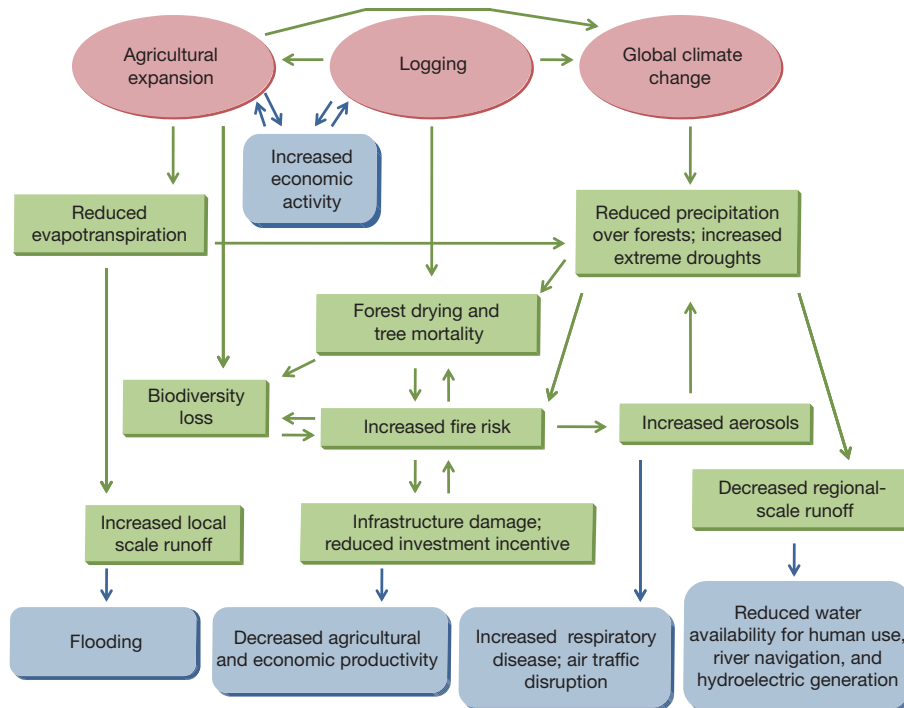 Agricultural
expansion
Logging
Global climate
change
Increased
economic
activity
Reduced
evapotranspiration
Reduced precipitation
over forests; increased
extreme droughts
Forest drying and
tree mortality
Biodiversity
loss
Increased fire risk
Increased aerosols
Decreased regional-
scale runoff
Increased local
scale runoff
Infrastructure damage;
reduced investment incentive
Flooding
Decreased agricultural
and economic productivity
Increased respiratory
disease; air traffic
disruption
Reduced water
availability for human use,
river navigation, and
hydroelectric generation